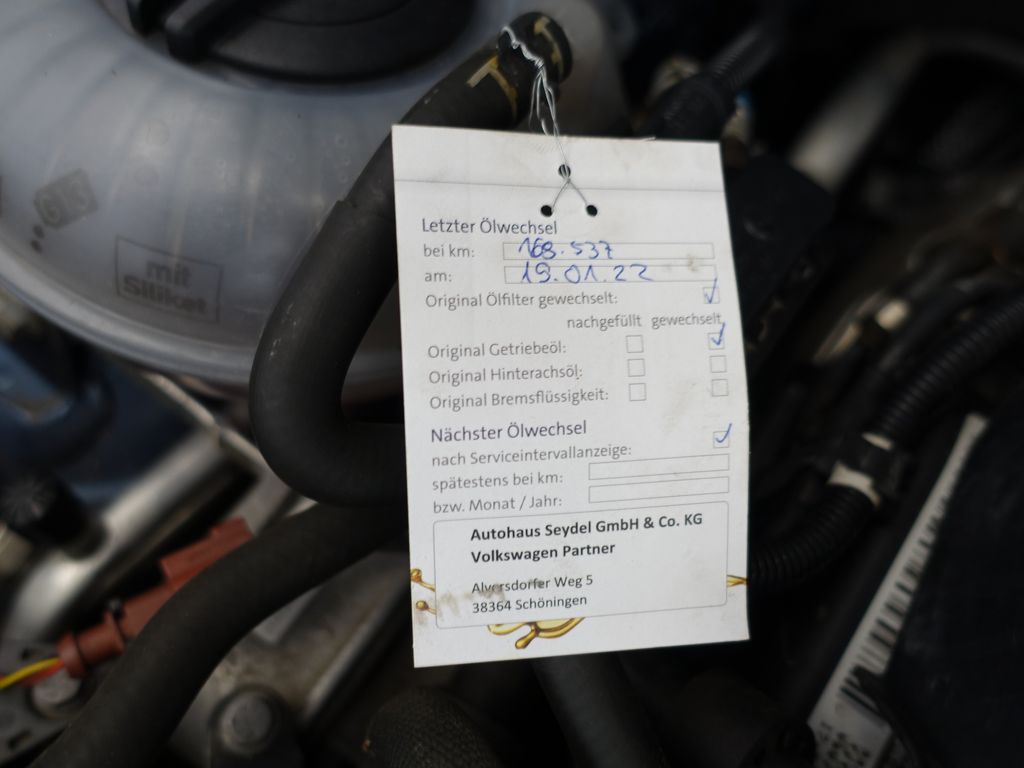 G13
mit
Silikat
Letzter Ölwechsel
bei km: 168.537
am: 19.01.22
Original Ölfilter gewechselt:
nachgefüllt gewechselt
Original Getriebeöl:
Original Hinterachsöl:
Original Bremsflüssigkeit:
Nächster Ölwechsel
nach Serviceintervallanzeige:
spätestens bei km:
bzw. Monat / Jahr:
Autohaus Seydel GmbH & Co. KG
Volkswagen Partner
Alversdorfer Weg 5
38364 Schöningen